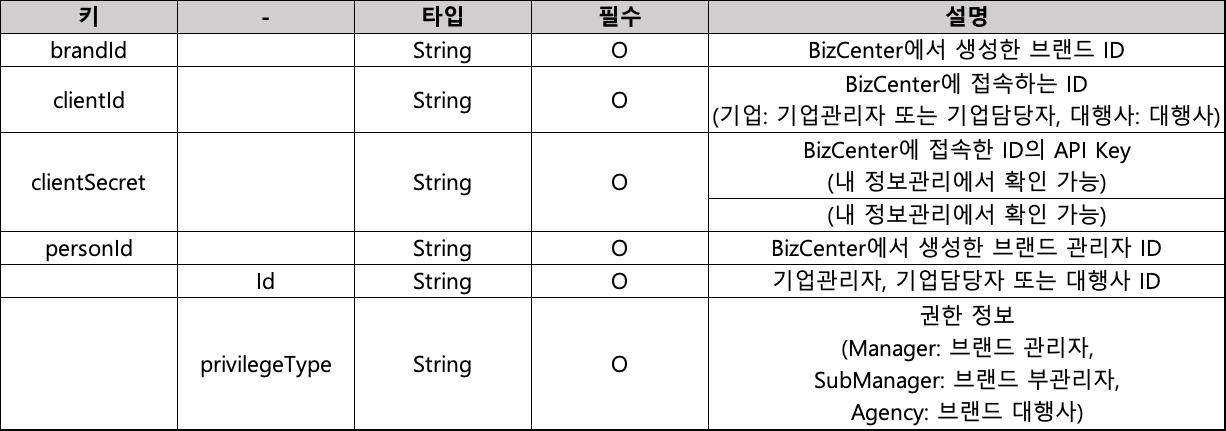 키 - 타입 필수 설명
brandId String O BizCenter에서 생성한 브랜드 ID
clientId String O BizCenter에 접속하는 ID
(기업: 기업관리자 또는 기업담당자, 대행사: 대행사)
clientSecret String O BizCenter에 접속한 ID의 API Key
(내 정보관리에서 확인 가능)
(내 정보관리에서 확인 가능)
personId String O BizCenter에서 생성한 브랜드 관리자 ID
Id String O 기업관리자, 기업담당자 또는 대행사 ID
privilegeType String O 권한 정보
(Manager: 브랜드 관리자,
SubManager: 브랜드 부관리자,
Agency: 브랜드 대행사)